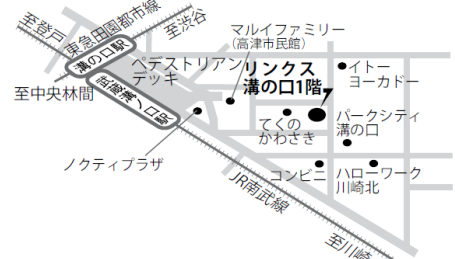 至登戸
東急田園都市線
至渋谷
マルイファミリー
(高津市民館)
溝の口駅
ペデストリアン
デッキ
リンクス
溝の口1階
イトー
ヨーカドー
至中央林間
武蔵溝ノ口駅
てくの
かわさき
パークシティ
溝の口
ノクティプラザ
コンビニ
ハローワーク
川崎北
JR南武線
至川崎